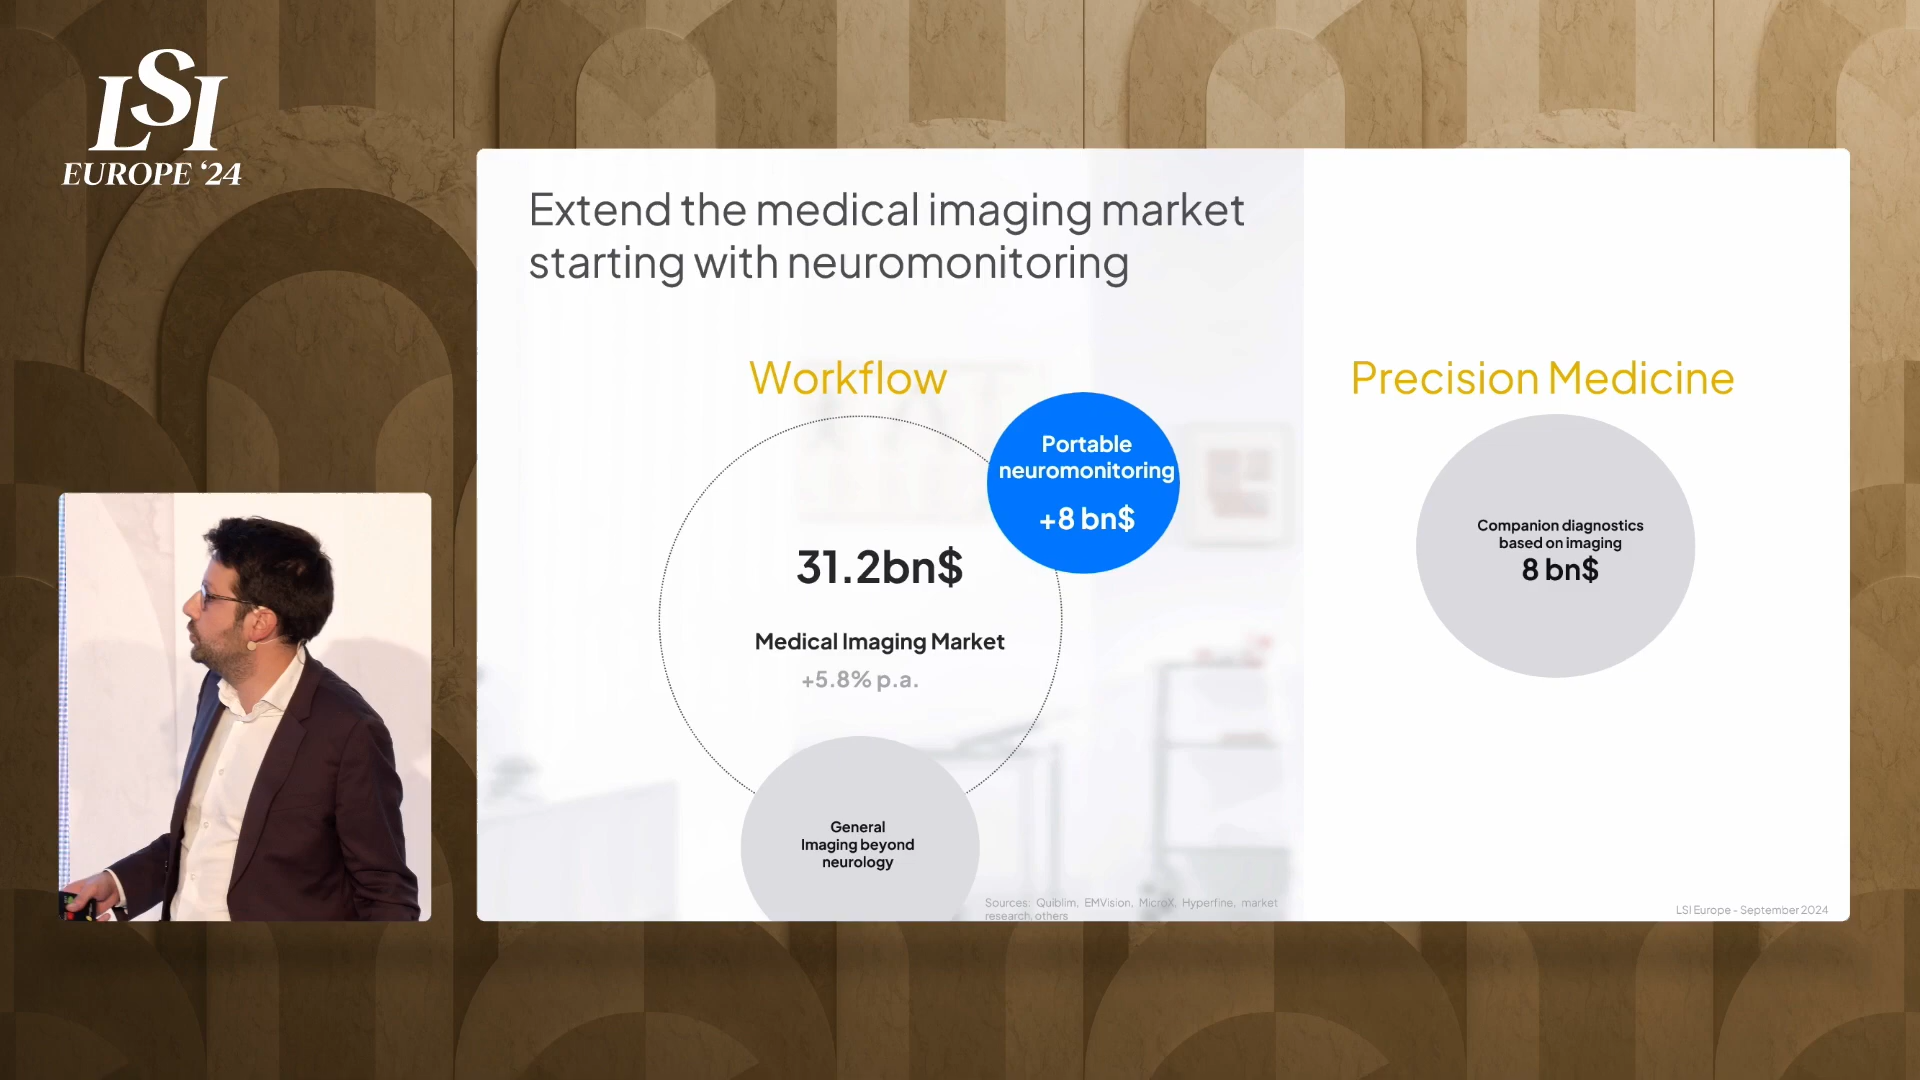 LSI
EUROPE ‘24
Extend the medical imaging market
starting with neuromonitoring
Workflow
Portable
neuromonitoring
+8 bn$
31.2bn$
Medical Imaging Market
+5.8% p.a.
General
Imaging beyond
neurology
Sources: Quiblim, EMVision, MicroX, Hyperfine, market
research, others
Precision Medicine
Companion diagnostics
based on imaging
8 bn$
LSI Europe - September 2024